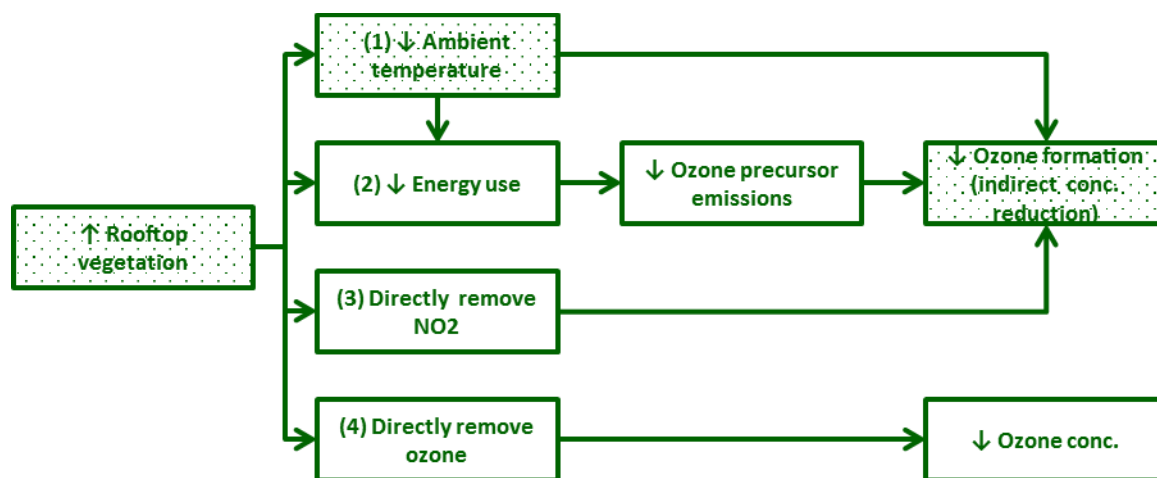 (1) ↓ Ambient
temperature
(2) ↓ Energy use
↓ Ozone precursor
emissions
↓ Ozone formation
(indirect conc.
reduction)
↑ Rooftop
vegetation
(3) Directly remove
NO2
(4) Directly remove
ozone
↓ Ozone conc.